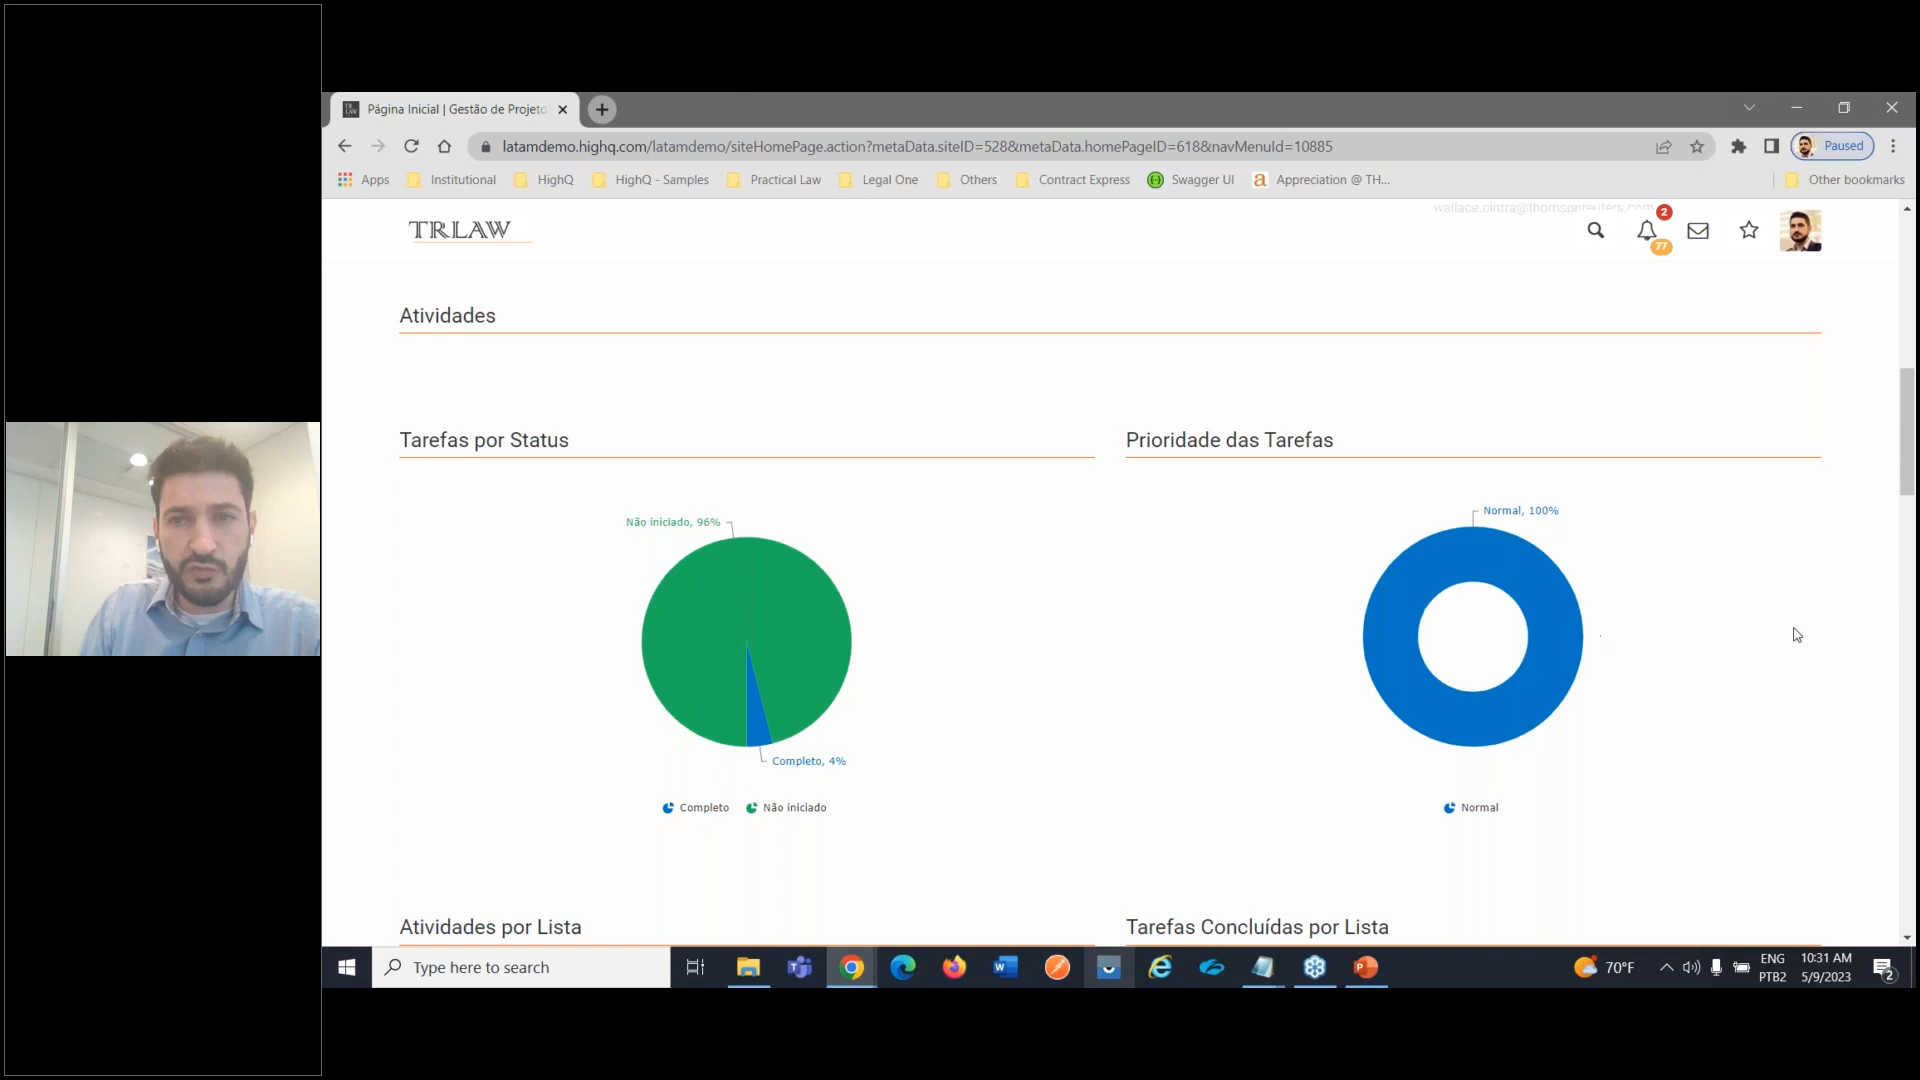 Página Inicial | Gestão de Projeto
latamdemo.highq.com/latamdemo/siteHomePage.action?metaData.siteID=528&metaData.homePageID=618&navMenuId=10885
Paused
Apps
Institutional
HighQ
HighQ - Samples
Practical Law
Legal One
Others
Contract Express
Swagger UI
Appreciation @ TH...
Other bookmarks
wallace.cintra@thomsonreuters.com
TRLAW
2
77
Atividades
Tarefas por Status
Prioridade das Tarefas
Não iniciado, 96%
Normal, 100%
Completo, 4%
Completo
Não iniciado
Normal
Atividades por Lista
Tarefas Concluídas por Lista
Type here to search
70°F
ENG
PTB2
10:31 AM
5/9/2023
2